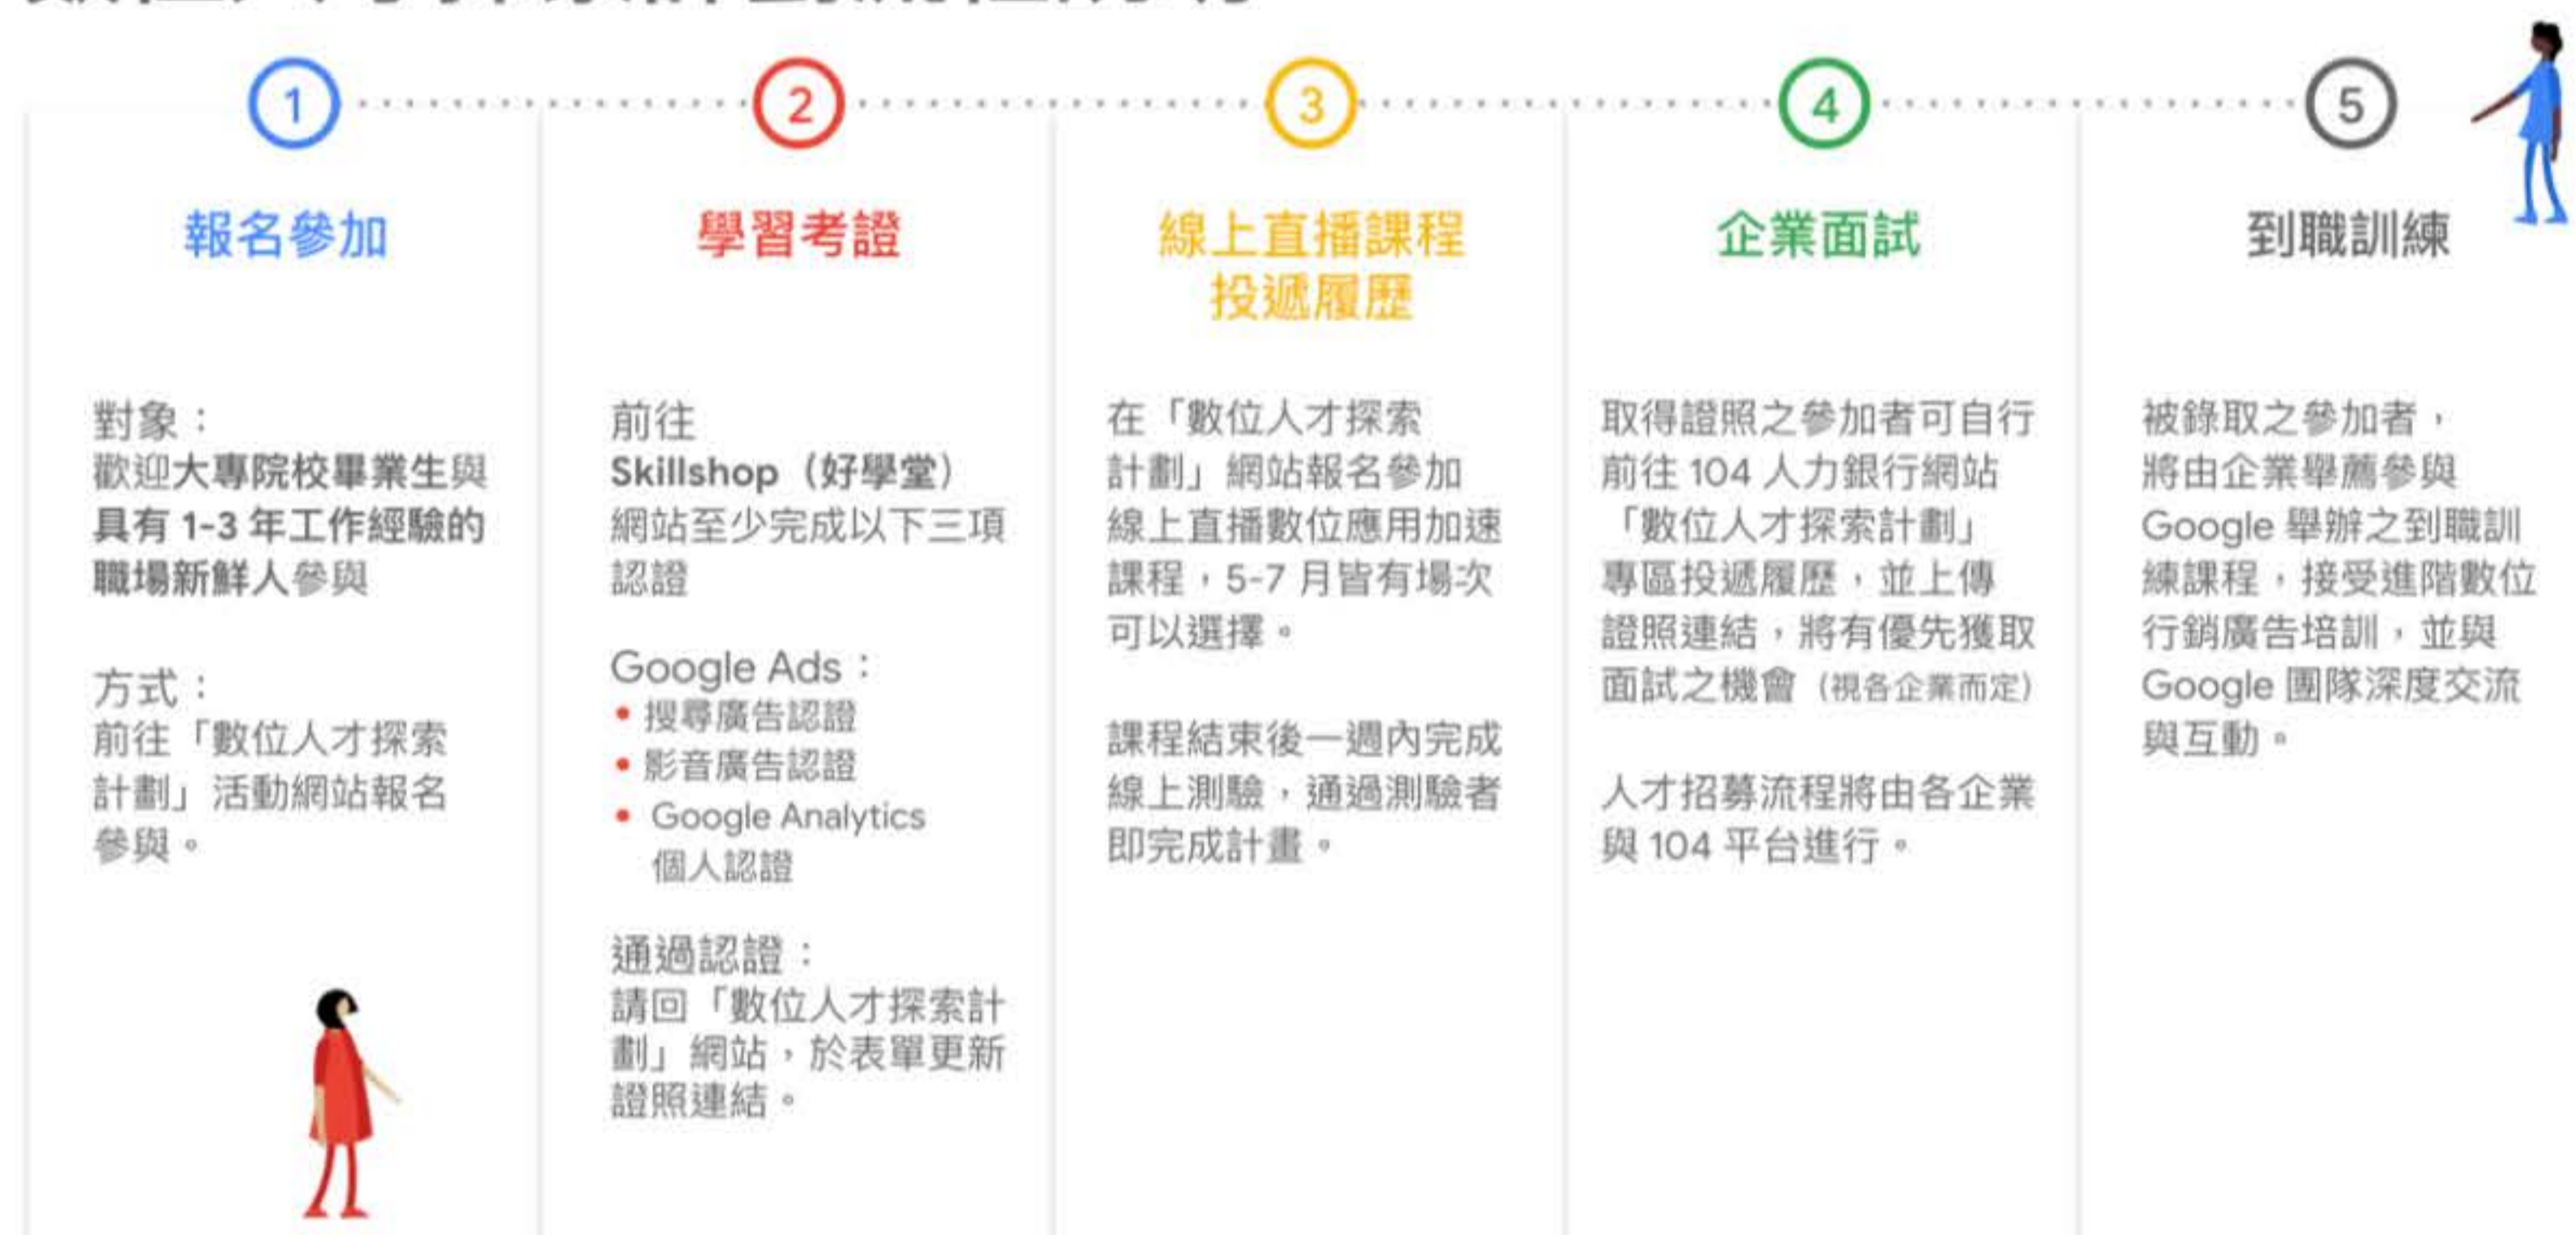 1
報名參加
對象：
歡迎大專院校畢業生與
具有 1-3 年工作經驗的
職場新鮮人參與
方式：
前往「數位人才探索
計劃」活動網站報名
參與。
2
學習考證
前往
Skillshop（好學堂）
網站至少完成以下三項
認證
Google Ads：
• 搜尋廣告認證
• 影音廣告認證
• Google Analytics
個人認證
通過認證：
請回「數位人才探索計
劃」網站，於表單更新
證照連結。
3
線上直播課程
投遞履歷
在「數位人才探索
計劃」網站報名參加
線上直播數位應用加速
課程，5-7 月皆有場次
可以選擇。
課程結束後一週內完成
線上測驗，通過測驗者
即完成計畫。
4
企業面試
取得證照之參加者可自行
前往 104 人力銀行網站
「數位人才探索計劃」
專區投遞履歷，並上傳
證照連結，將有優先獲取
面試之機會（視各企業而定）
人才招募流程將由各企業
與 104 平台進行。
5
到職訓練
被錄取之參加者，
將由企業舉薦參與
Google 舉辦之到職訓
練課程，接受進階數位
行銷廣告培訓，並與
Google 團隊深度交流
與互動。